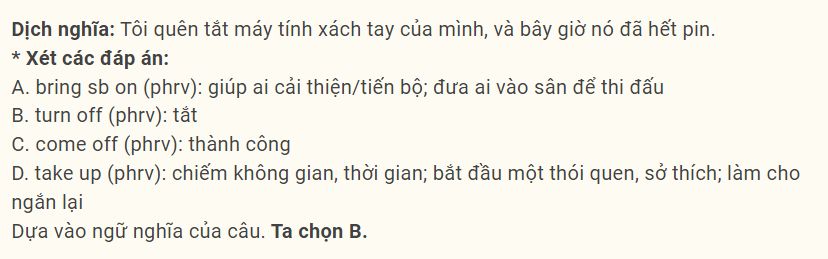 Dịch nghĩa: Tôi quên tắt máy tính xách tay của mình, và bây giờ nó đã hết pin.
* Xét các đáp án:
A. bring sb on (phrv): giúp ai cải thiện/tiến bộ; đưa ai vào sân để thi đấu
B. turn off (phrv): tắt
C. come off (phrv): thành công
D. take up (phrv): chiếm không gian, thời gian; bắt đầu một thói quen, sở thích; làm cho
ngắn lại
Dựa vào ngữ nghĩa của câu. Ta chọn B.